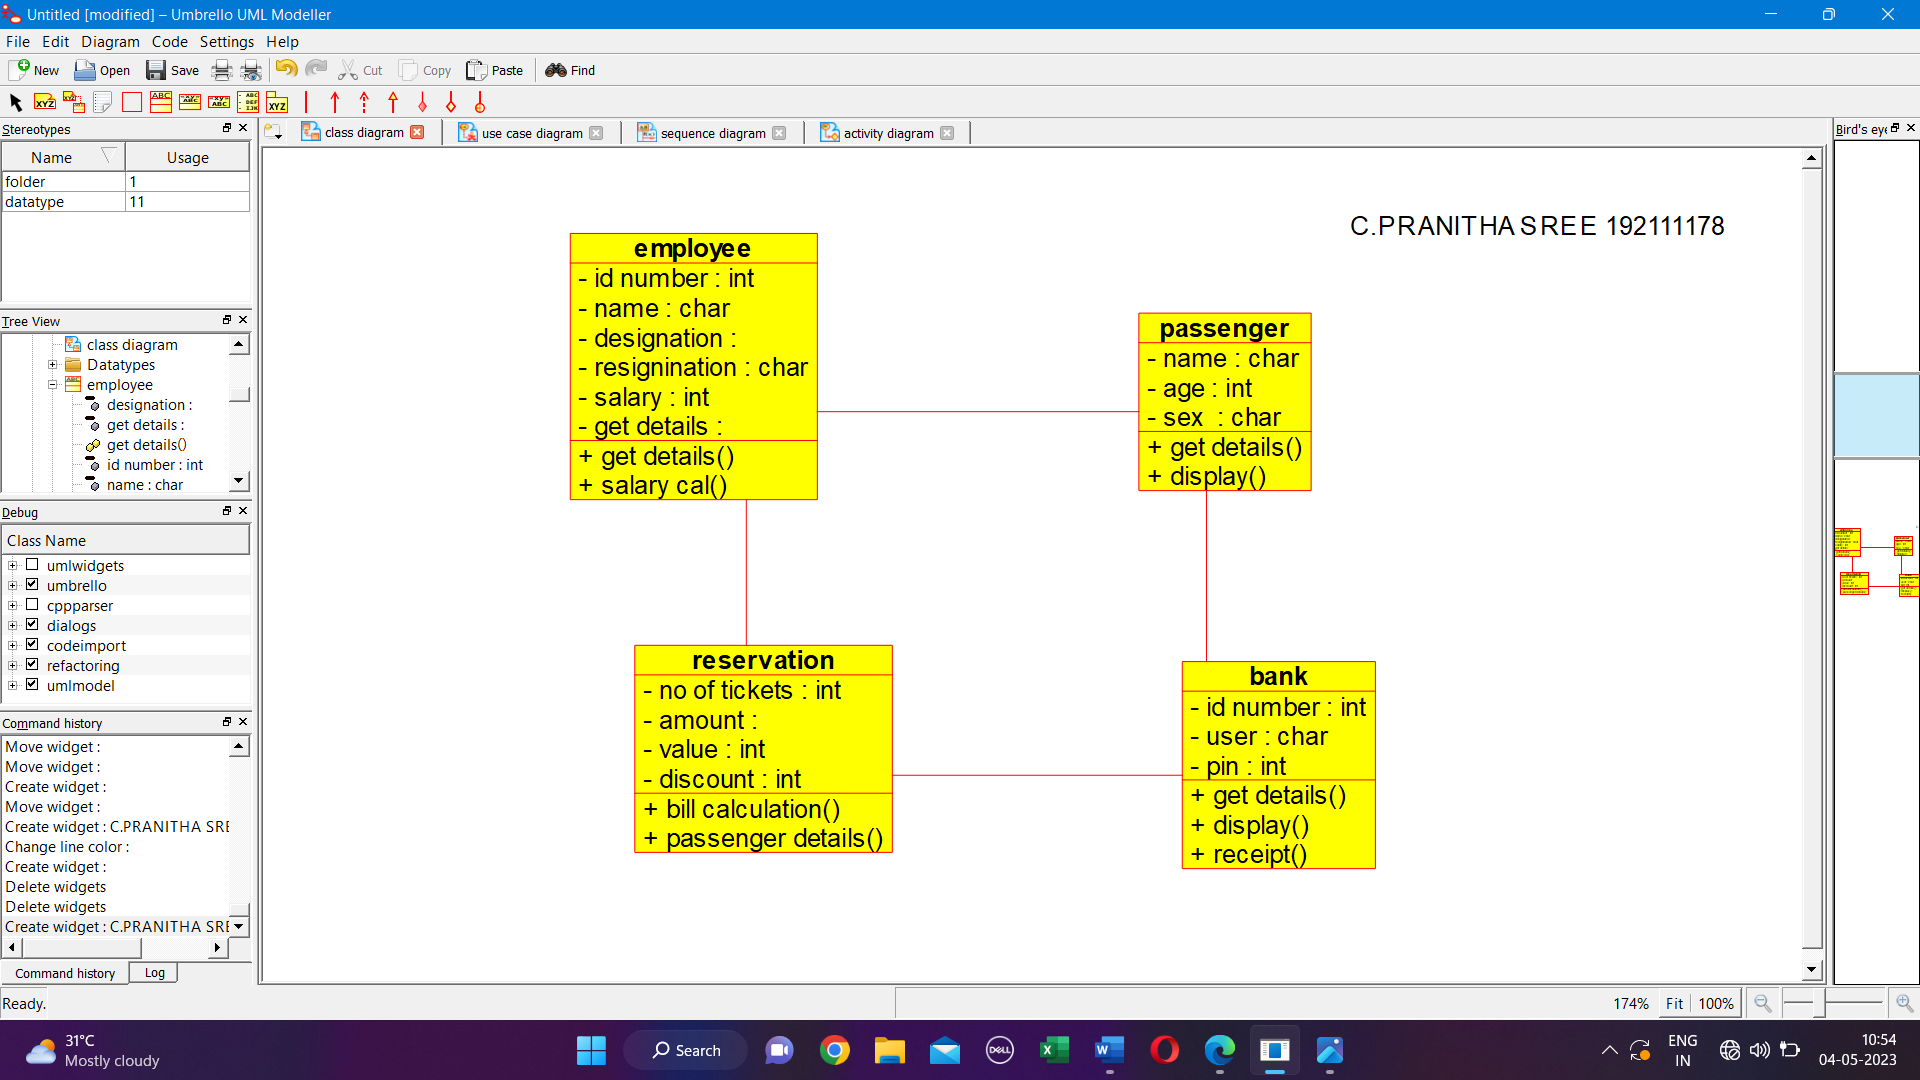 Untitled [modified] – Umbrello UML Modeller
File Edit Diagram Code Settings Help
New Open Save Cut Copy Paste Find
Stereotypes
Name Usage
folder 1
datatype 11
Tree View
class diagram
Datatypes
employee
designation :
get details :
get details()
id number : int
name : char
Debug
Class Name
umlwidgets
umbrello
cppparser
dialogs
codeimport
refactoring
umlmodel
Command history
Move widget :
Move widget :
Create widget :
Move widget :
Create widget : C.PRANITHA SRE
Change line color :
Create widget :
Delete widgets
Delete widgets
Create widget : C.PRANITHA SRE
Command history Log
Ready.
class diagram use case diagram sequence diagram activity diagram
C.PRANITHA SREE 192111178
employee
- id number : int
- name : char
- designation :
- resignination : char
- salary : int
- get details :
+ get details()
+ salary cal()
passenger
- name : char
- age : int
- sex : char
+ get details()
+ display()
reservation
- no of tickets : int
- amount :
- value : int
- discount : int
+ bill calculation()
+ passenger details()
bank
- id number : int
- user : char
- pin : int
+ get details()
+ display()
+ receipt()
Bird's eye
174% Fit 100%
31°C
Mostly cloudy
Search
DELL
ENG
IN
10:54
04-05-2023